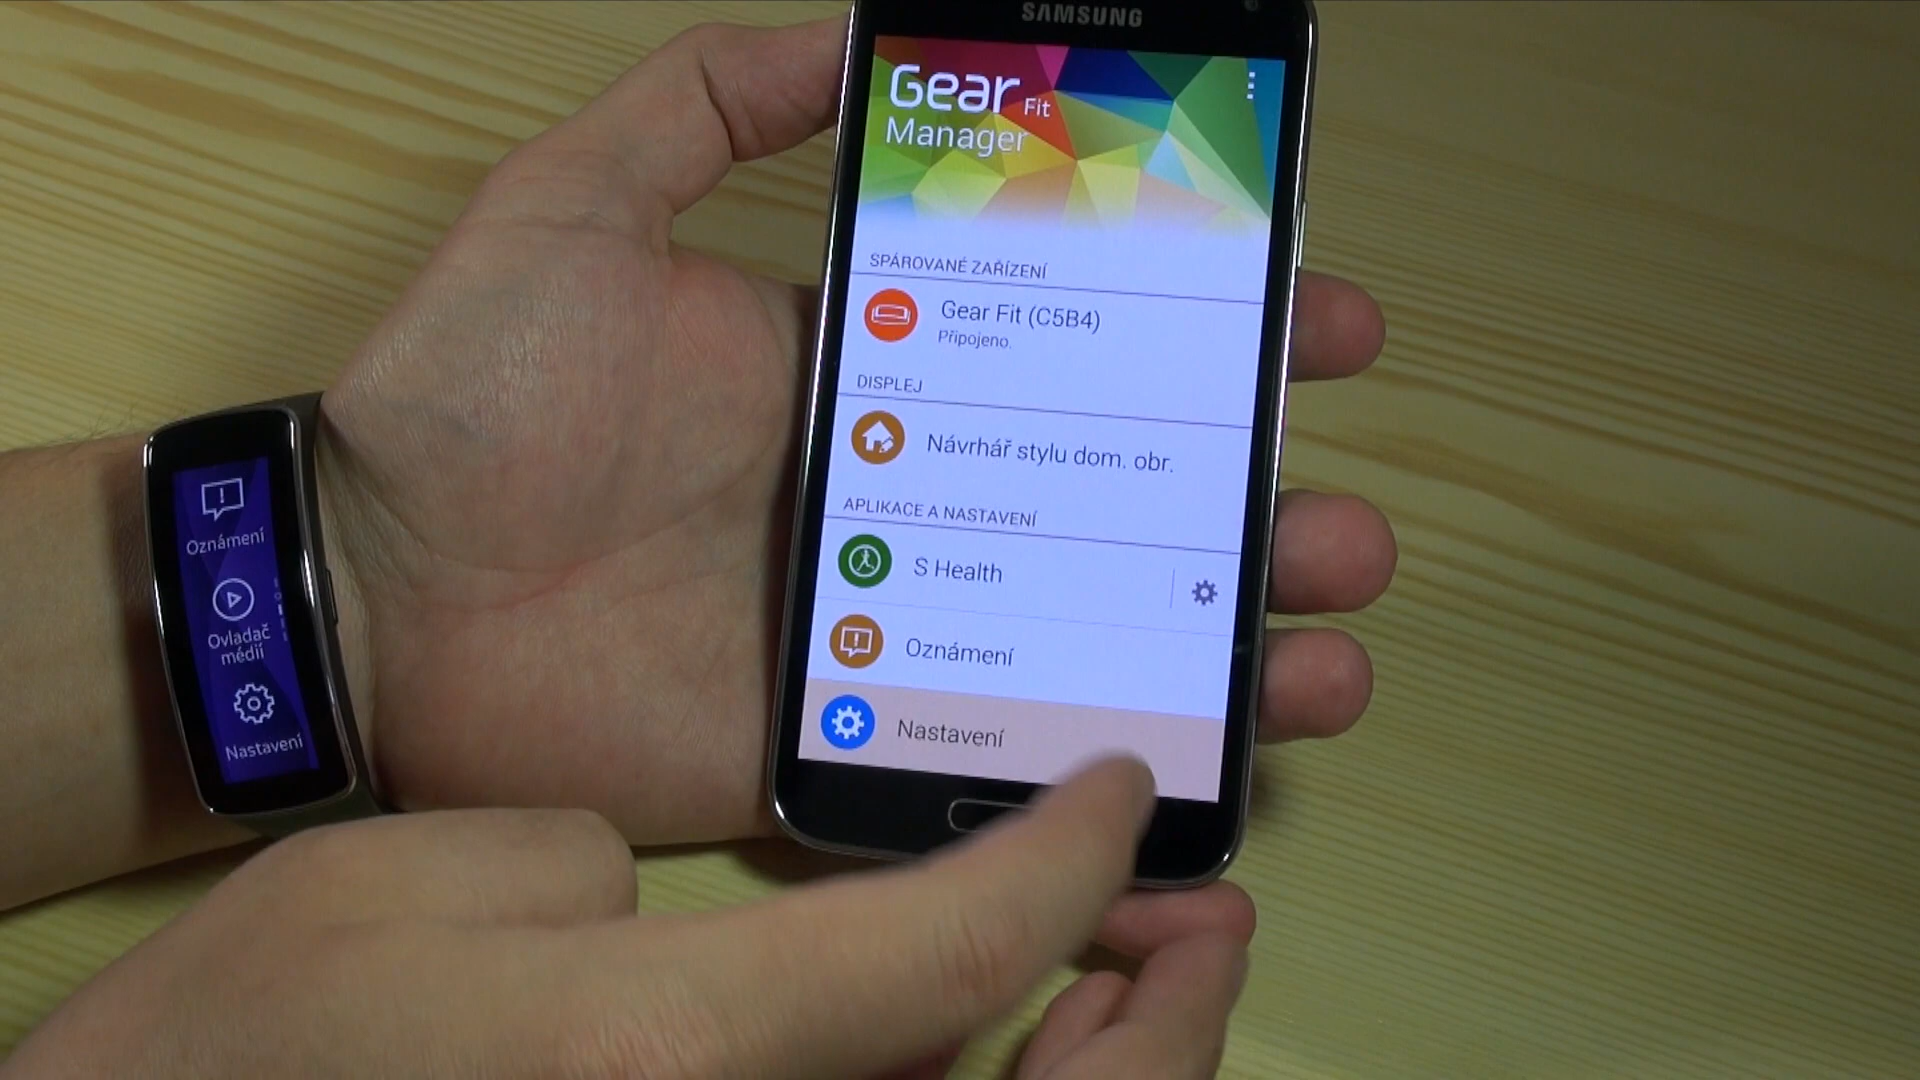 SAMSUNG
Gear Fit
Manager
SPÁROVANÉ ZAŘÍZENÍ
Gear Fit (C5B4)
Připojeno.
DISPLEJ
Návrhář stylu dom. obr.
APLIKACE A NASTAVENÍ
S Health
Oznámení
Nastavení
Oznámení
Ovladač
médií
Nastavení